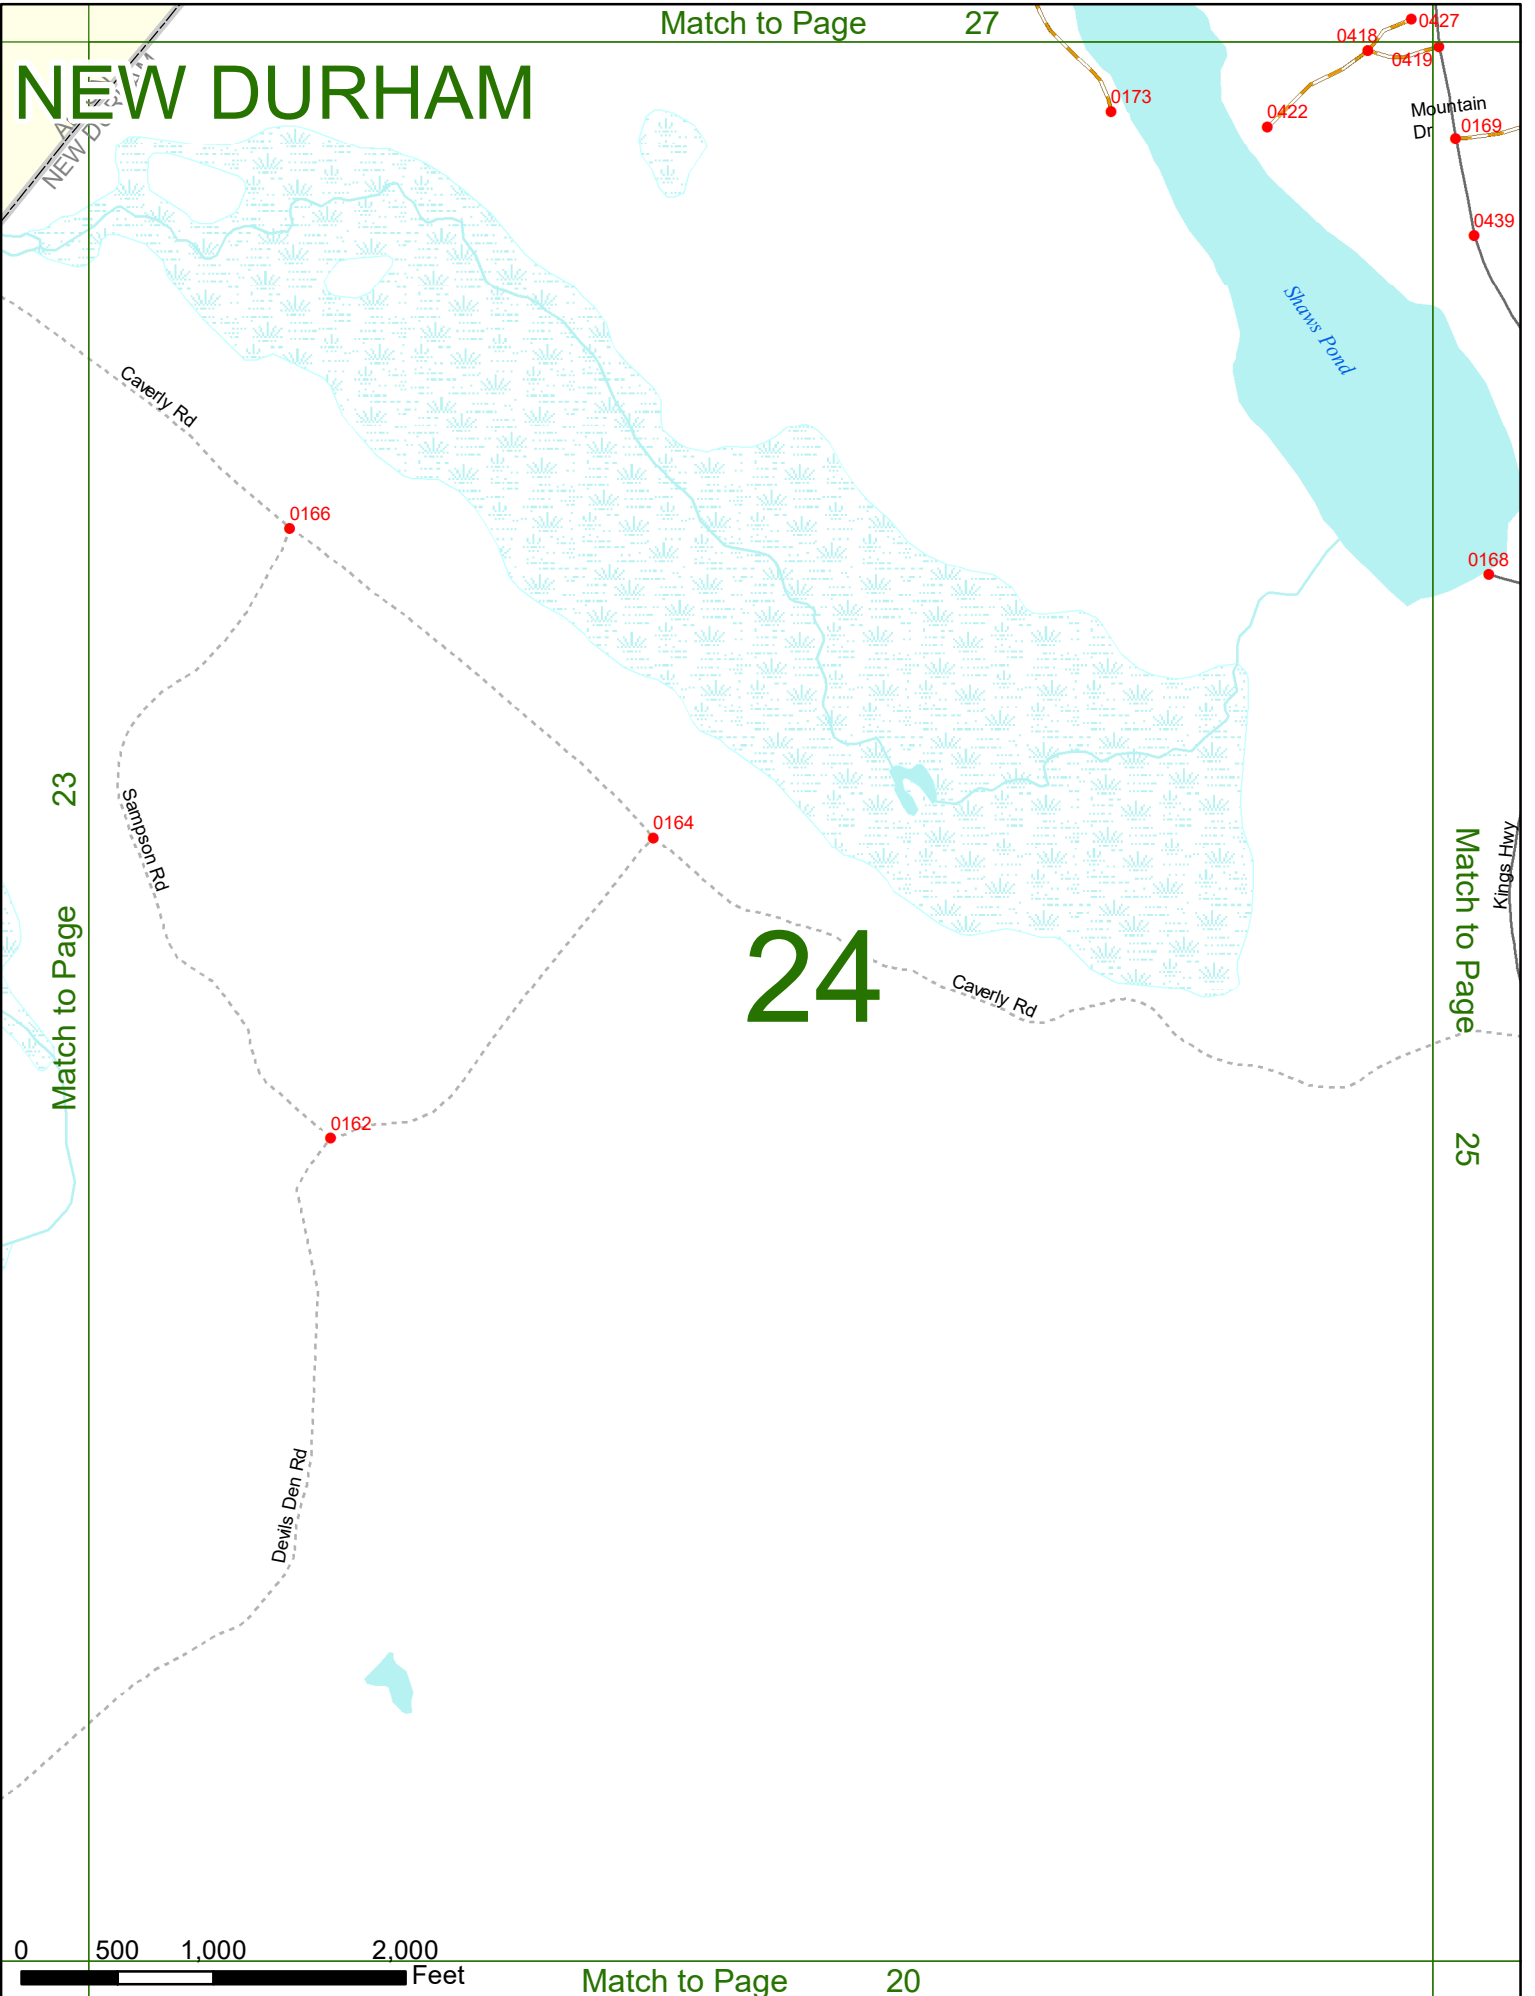 Match to Page 27
NEW DURHAM
NEW DURHAM
0427
0418
0419
0173
0422
Mountain
Dr
0169
0439
Shaws Pond
Caverly Rd
0166
0168
Sampson Rd
0164
Match to Page 23
Match to Page 25
Kings Hwy
24
Caverly Rd
0162
Devils Den Rd
0 500 1,000 2,000
Feet
Match to Page 20